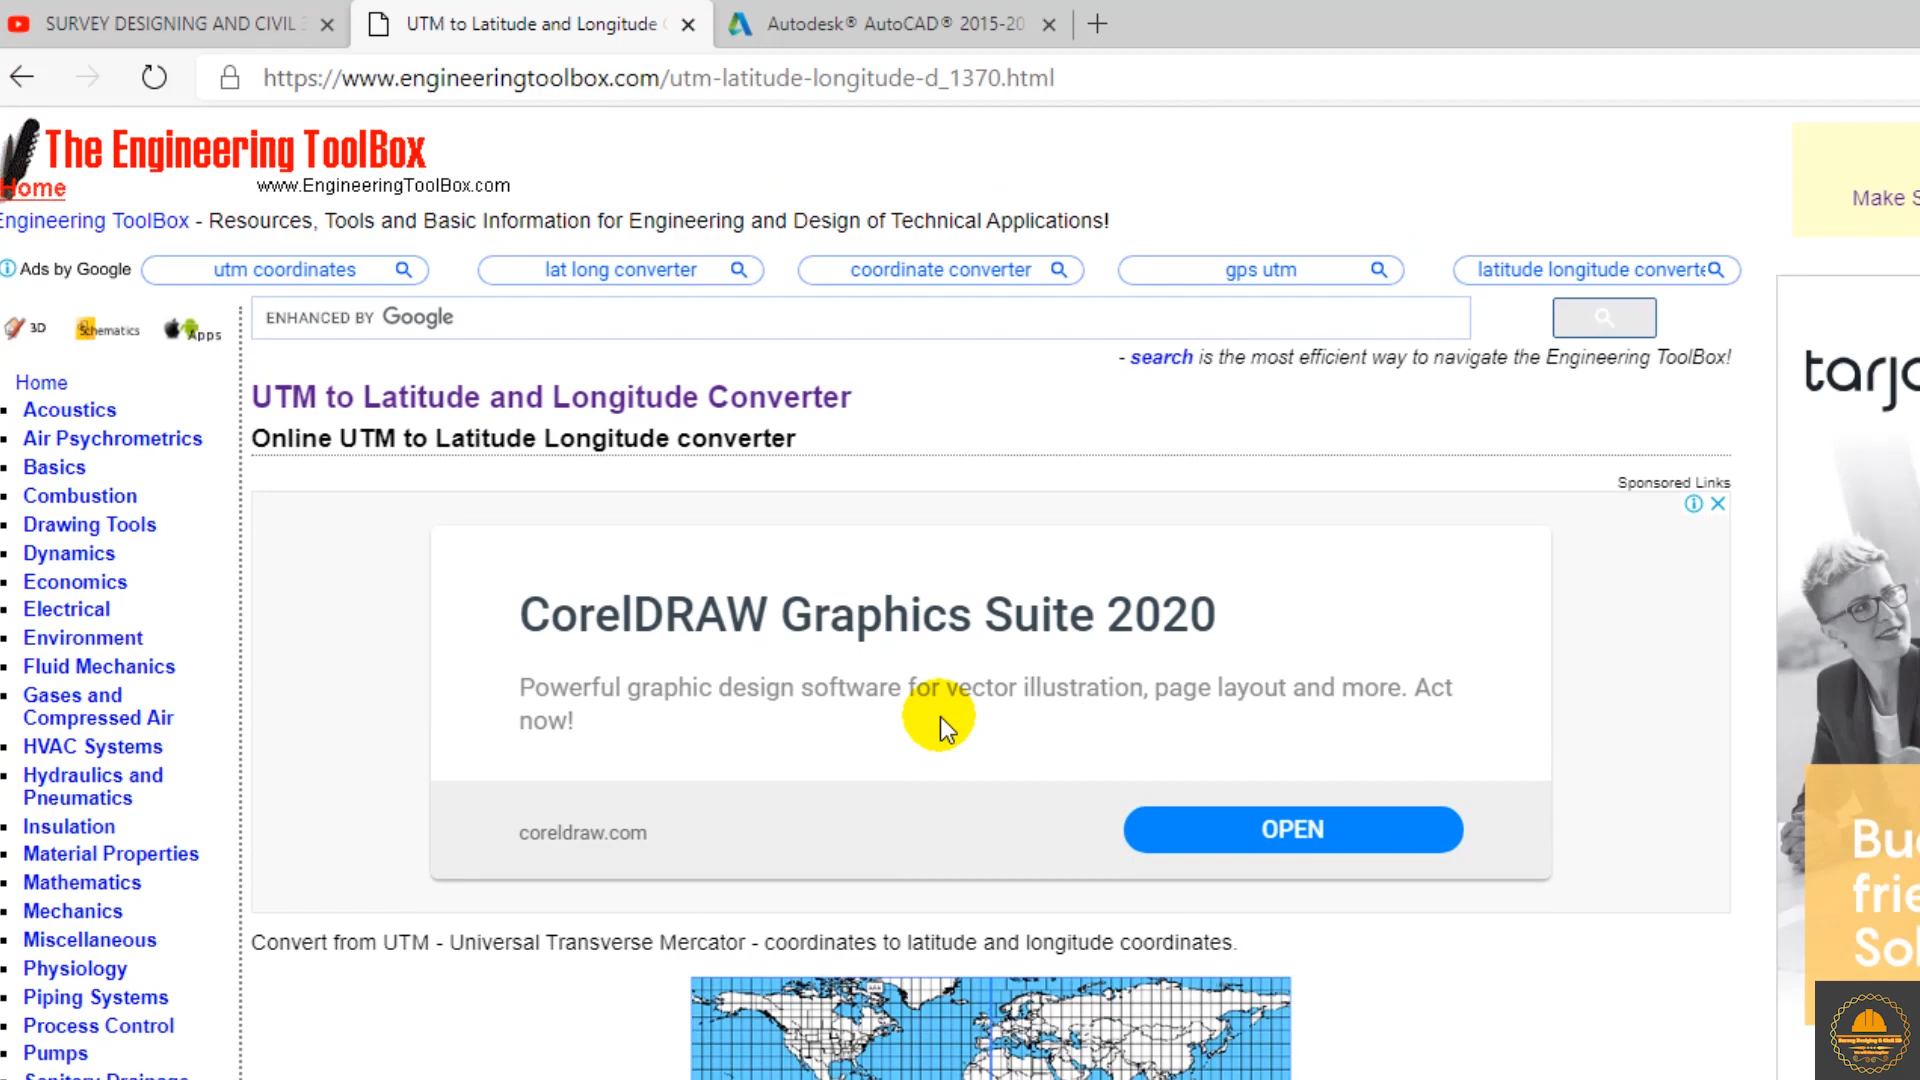 SURVEY DESIGNING AND CIVIL
UTM to Latitude and Longitude
Autodesk® AutoCAD® 2015-20
https://www.engineeringtoolbox.com/utm-latitude-longitude-d_1370.html
The Engineering ToolBox
Home
www.EngineeringToolBox.com
Engineering ToolBox - Resources, Tools and Basic Information for Engineering and Design of Technical Applications!
Make S
Ads by Google
utm coordinates
lat long converter
coordinate converter
gps utm
latitude longitude converte
3D
Schematics
Apps
ENHANCED BY Google
- search is the most efficient way to navigate the Engineering ToolBox!
Home
Acoustics
Air Psychrometrics
Basics
Combustion
Drawing Tools
Dynamics
Economics
Electrical
Environment
Fluid Mechanics
Gases and
Compressed Air
HVAC Systems
Hydraulics and
Pneumatics
Insulation
Material Properties
Mathematics
Mechanics
Miscellaneous
Physiology
Piping Systems
Process Control
Pumps
Sanitary Drainage
UTM to Latitude and Longitude Converter
Online UTM to Latitude Longitude converter
Sponsored Links
CorelDRAW Graphics Suite 2020
Powerful graphic design software for vector illustration, page layout and more. Act
now!
coreldraw.com
OPEN
Convert from UTM - Universal Transverse Mercator - coordinates to latitude and longitude coordinates.
tarj
Bu
frie
Sol